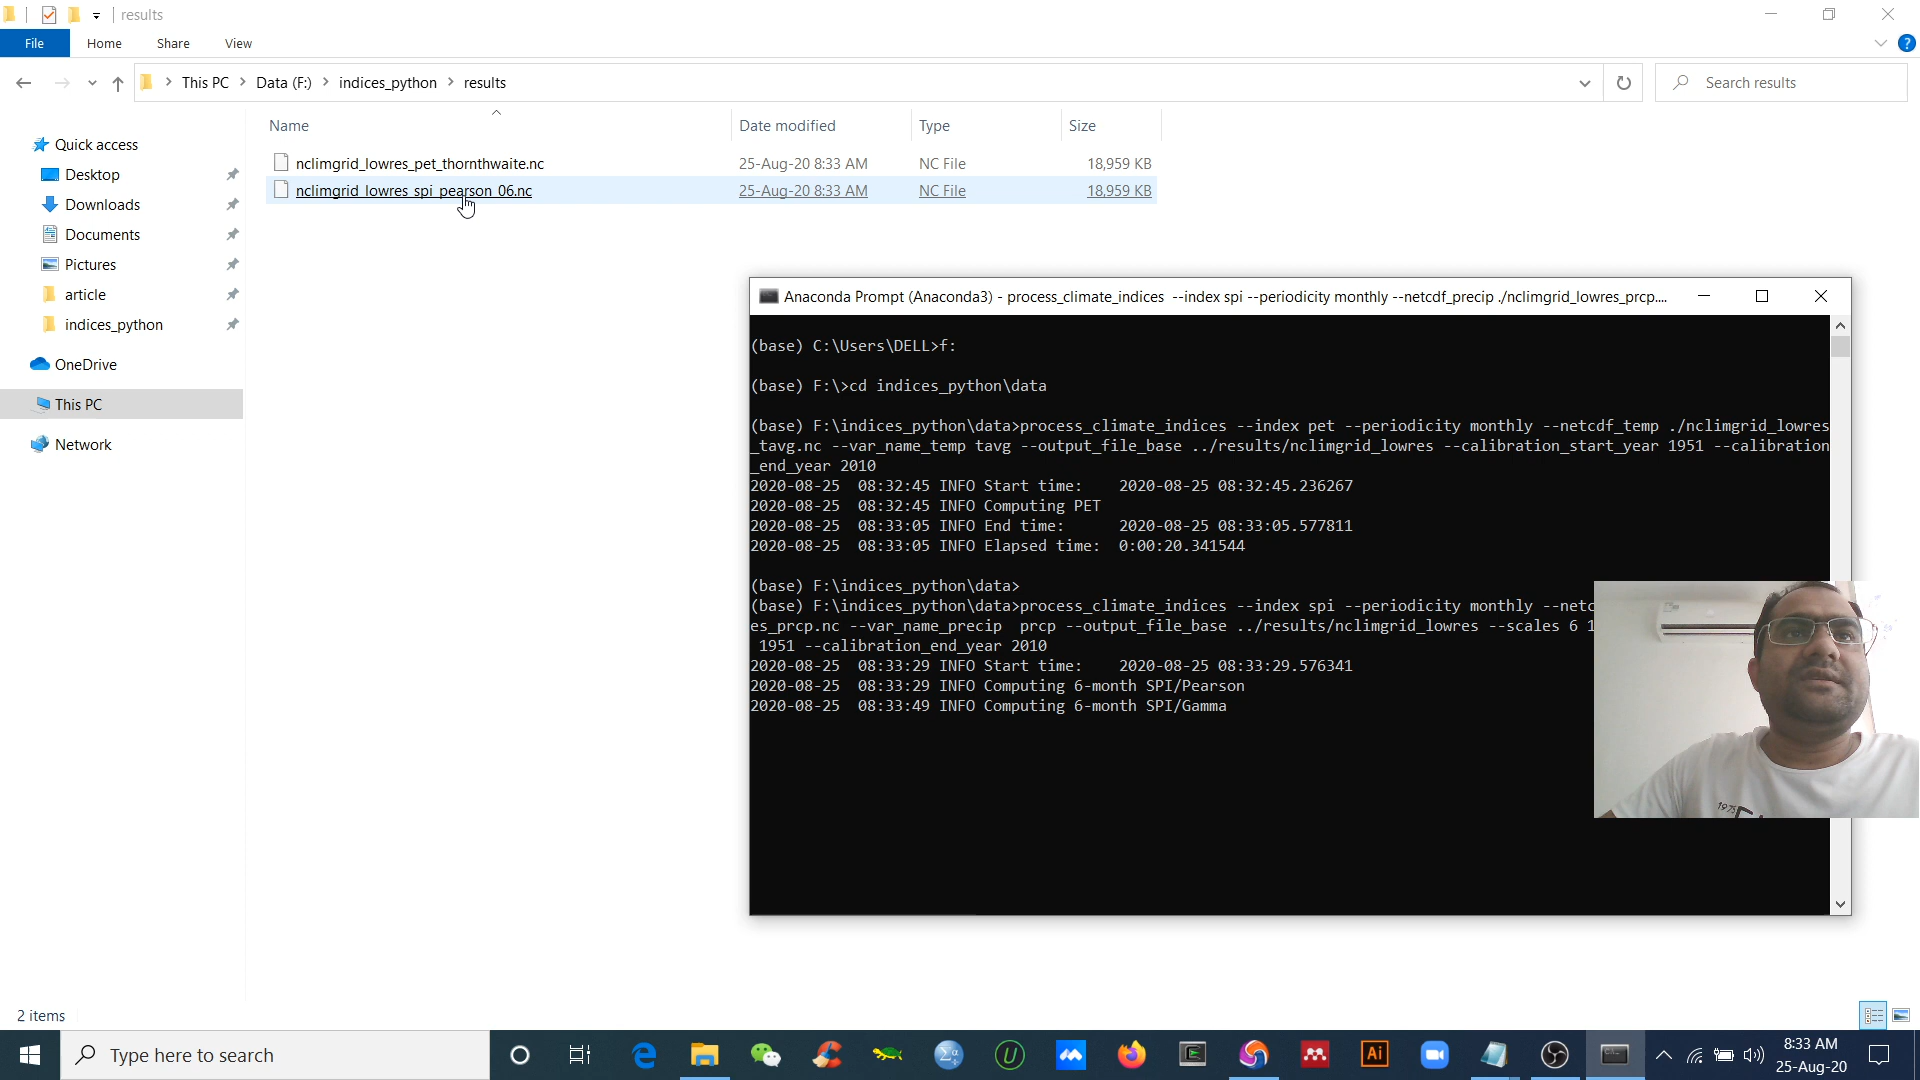 results
File
Home
Share
View
This PC
Data (F:)
indices_python
results
Search results
Name
Date modified
Type
Size
nclimgrid_lowres_pet_thornthwaite.nc
25-Aug-20 8:33 AM
NC File
18,959 KB
nclimgrid_lowres_spi_pearson_06.nc
25-Aug-20 8:33 AM
NC File
18,959 KB
Quick access
Desktop
Downloads
Documents
Pictures
article
indices_python
OneDrive
This PC
Network
Anaconda Prompt (Anaconda3) - process_climate_indices --index spi --periodicity monthly --netcdf_precip ./nclimgrid_lowres_prcp....
(base) C:\Users\DELL>f:
(base) F:\>cd indices_python\data
(base) F:\indices_python\data>process_climate_indices --index pet --periodicity monthly --netcdf_temp ./nclimgrid_lowres
_tavg.nc --var_name_temp tavg --output_file_base ../results/nclimgrid_lowres --calibration_start_year 1951 --calibration
_end_year 2010
2020-08-25 08:32:45 INFO Start time: 2020-08-25 08:32:45.236267
2020-08-25 08:32:45 INFO Computing PET
2020-08-25 08:33:05 INFO End time: 2020-08-25 08:33:05.577811
2020-08-25 08:33:05 INFO Elapsed time: 0:00:20.341544
(base) F:\indices_python\data>
(base) F:\indices_python\data>process_climate_indices --index spi --periodicity monthly --netc
es_prcp.nc --var_name_precip prcp --output_file_base ../results/nclimgrid_lowres --scales 6 1
1951 --calibration_end_year 2010
2020-08-25 08:33:29 INFO Start time: 2020-08-25 08:33:29.576341
2020-08-25 08:33:29 INFO Computing 6-month SPI/Pearson
2020-08-25 08:33:49 INFO Computing 6-month SPI/Gamma
1975
2 items
Type here to search
Ai
8:33 AM
25-Aug-20